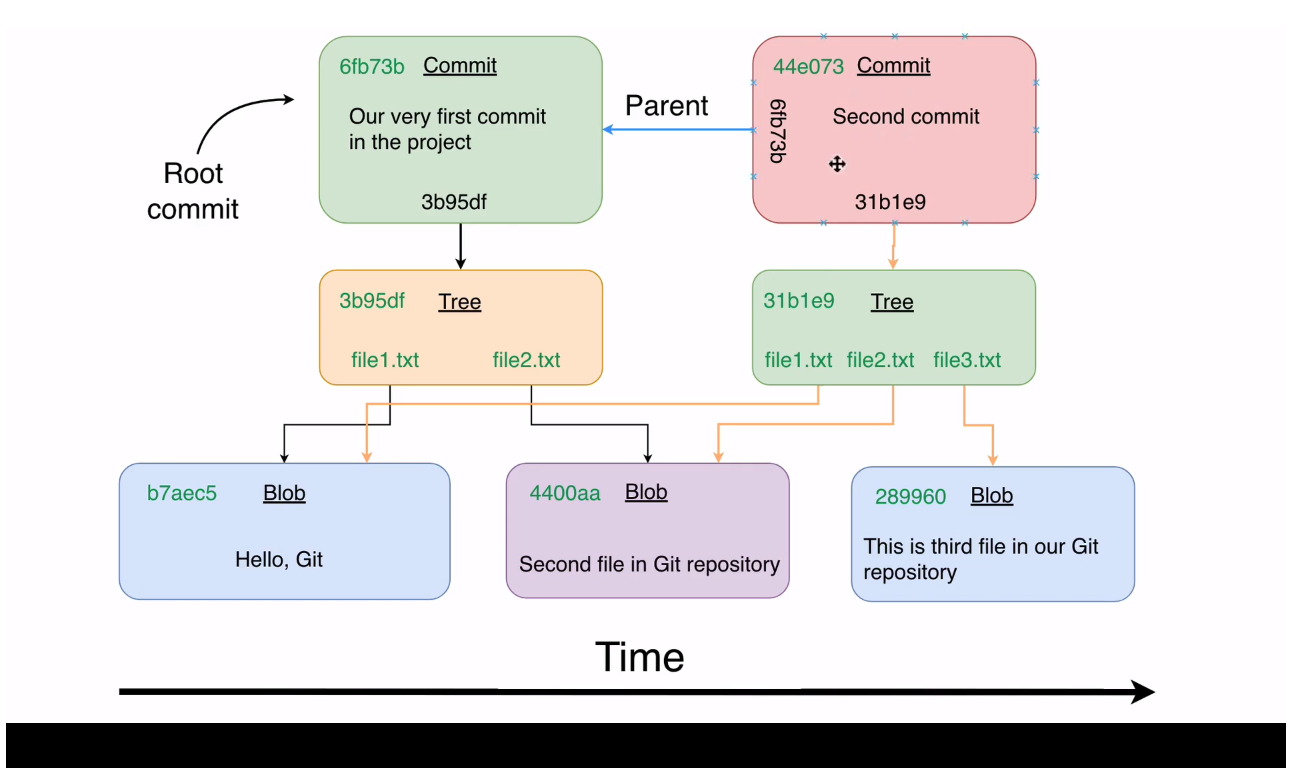 6fb73b Commit
Our very first commit
in the project
3b95df
Root
commit
Parent
44e073 Commit
6fb73b
Second commit
31b1e9
3b95df Tree
file1.txt file2.txt
31b1e9 Tree
file1.txt file2.txt file3.txt
b7aec5 Blob
Hello, Git
4400aa Blob
Second file in Git repository
289960 Blob
This is third file in our Git
repository
Time